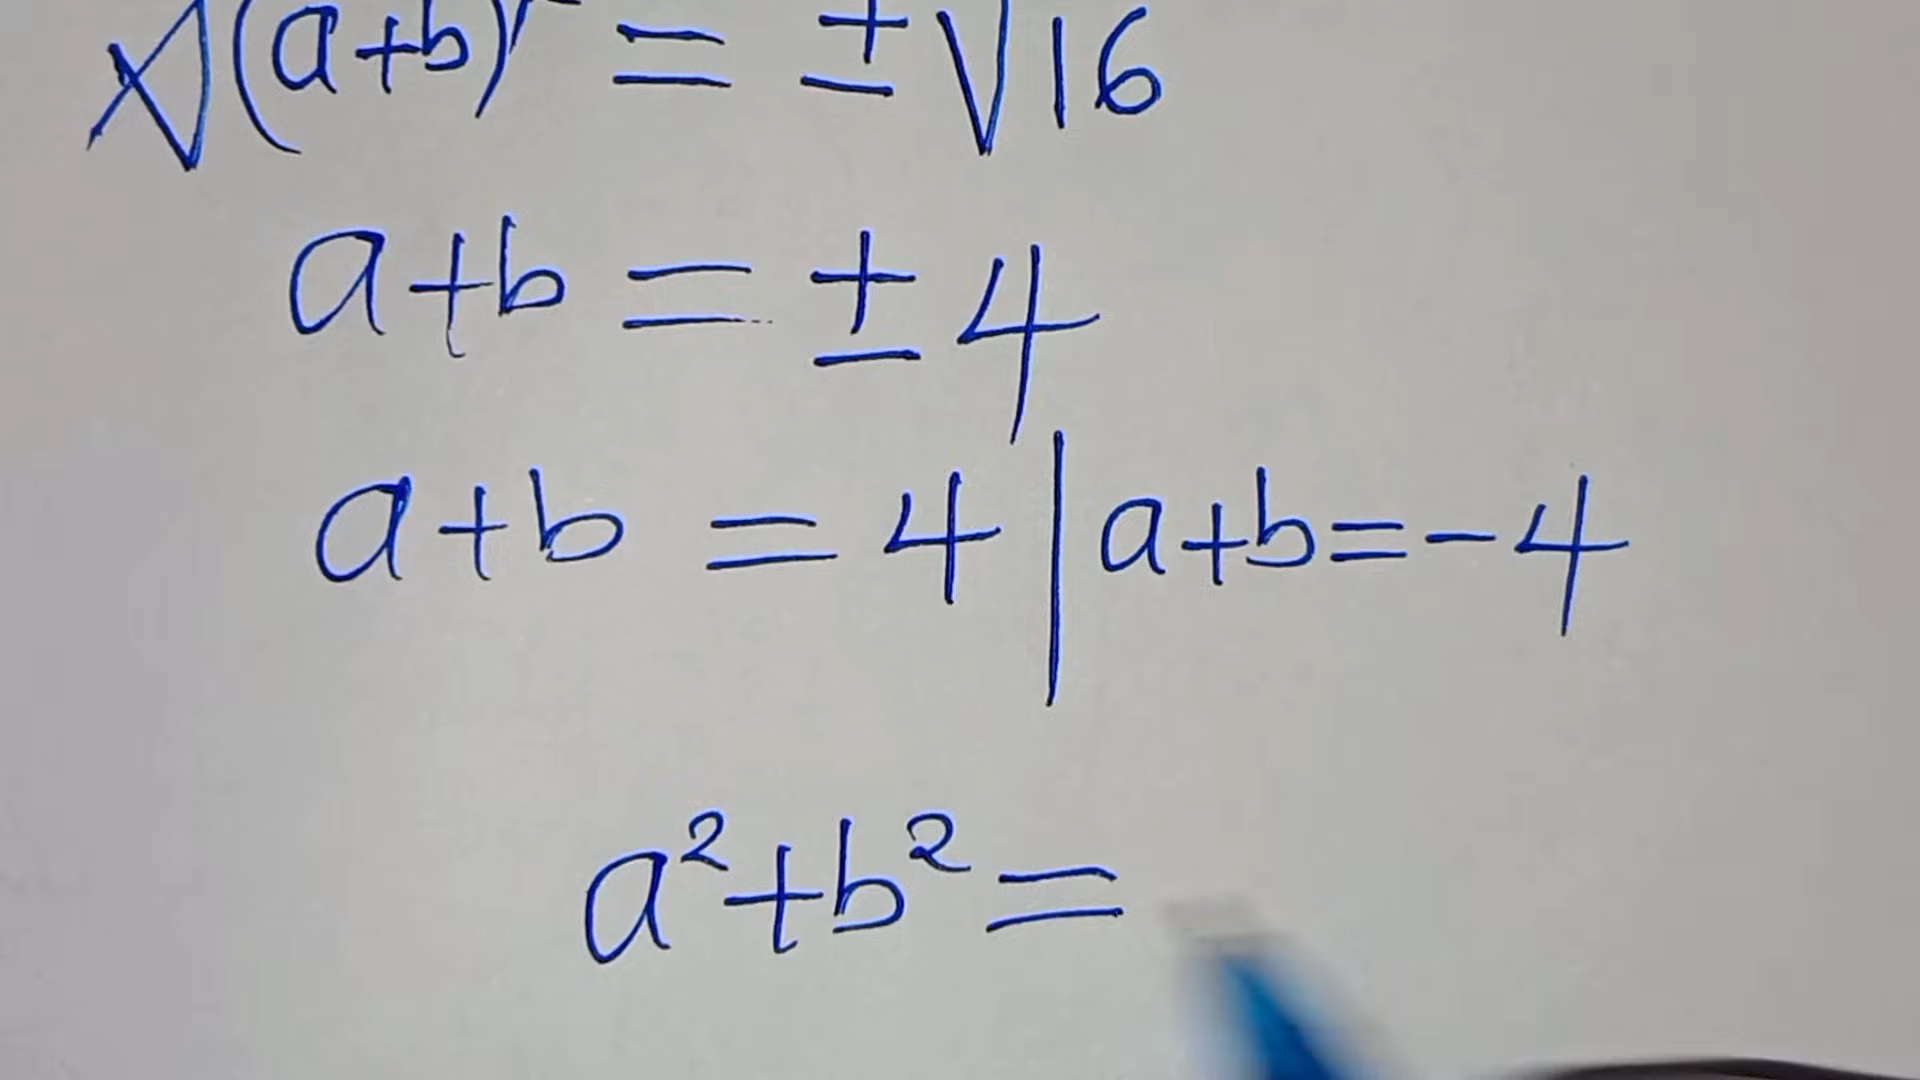 √(a+b)² = ±√16
a+b = ±4
a+b = 4 | a+b=-4
a²+b²=